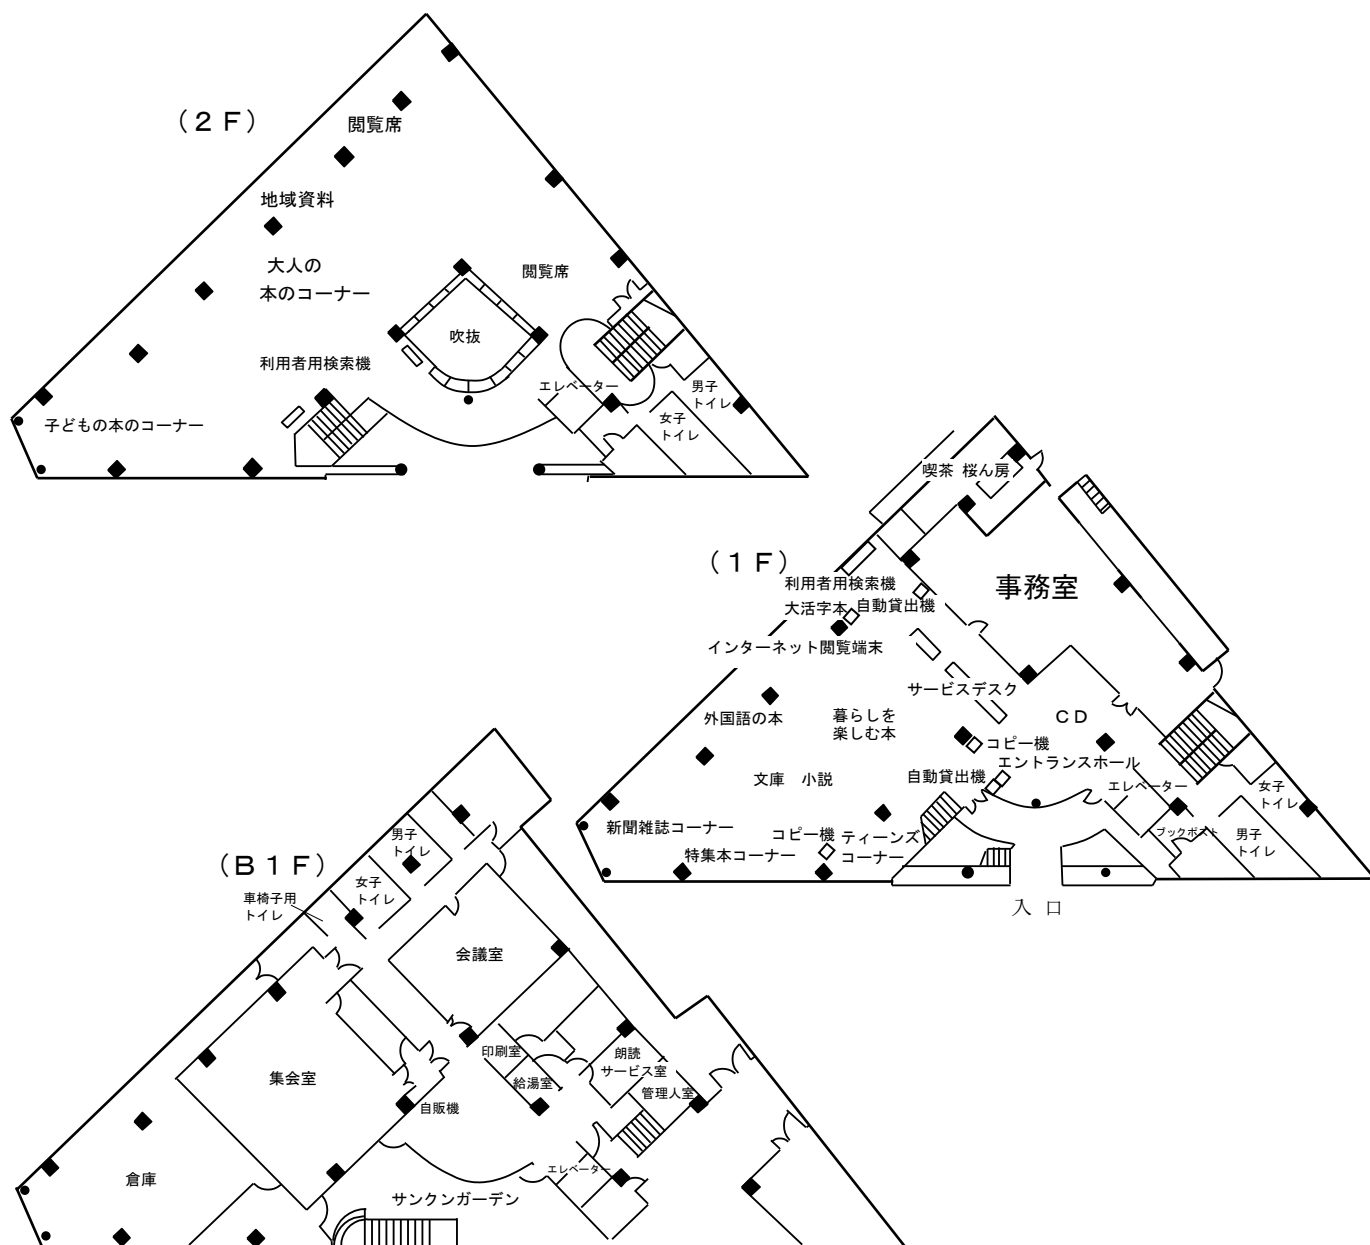 （２Ｆ）
閲覧席
地域資料
大人の
本のコーナー
閲覧席
吹抜
利用者用検索機
エレベーター
男子
トイレ
女子
トイレ
子どもの本のコーナー
（１Ｆ）
喫茶 桜ん房
利用者用検索機
事務室
大活字本
自動貸出機
インターネット閲覧端末
サービスデスク
外国語の本
暮らしを
楽しむ本
ＣＤ
コピー機
エントランスホール
文庫　小説
自動貸出機
エレベーター
女子
トイレ
新聞雑誌コーナー
コピー機
ティーンズ
コーナー
ブックポスト
男子
トイレ
特集本コーナー
入 口
（Ｂ１Ｆ）
男子
トイレ
女子
トイレ
車椅子用
トイレ
会議室
印刷室
朗読
サービス室
集会室
給湯室
管理人室
自販機
倉庫
エレベーター
サンクンガーデン